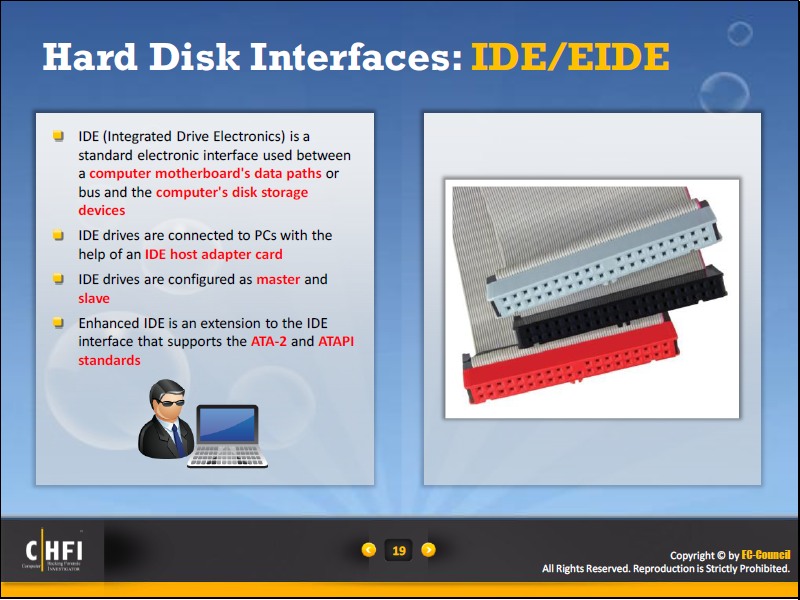 Hard Disk Interfaces: IDE/EIDE
IDE (Integrated Drive Electronics) is a
standard electronic interface used between
a computer motherboard's data paths or
bus and the computer's disk storage
devices
IDE drives are connected to PCs with the
help of an IDE host adapter card
IDE drives are configured as master and
slave
Enhanced IDE is an extension to the IDE
interface that supports the ATA-2 and ATAPI
standards
CHFI
Computer Hacking Forensic
INVESTIGATOR
19
Copyright © by EC-Council
All Rights Reserved. Reproduction is Strictly Prohibited.